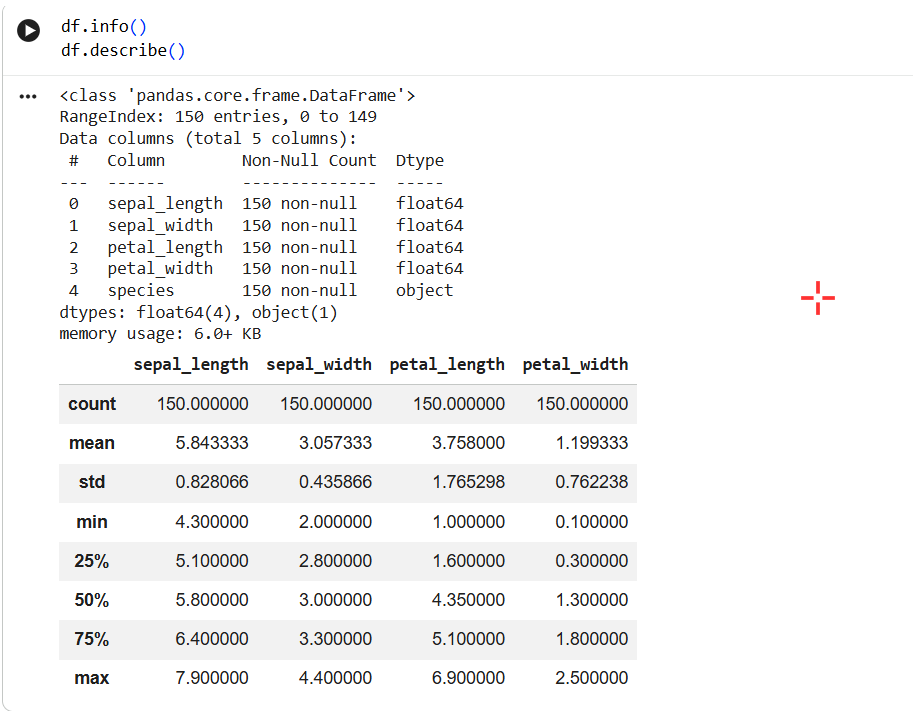 df.info()
df.describe()
<class 'pandas.core.frame.DataFrame'>
RangeIndex: 150 entries, 0 to 149
Data columns (total 5 columns):
 #   Column        Non-Null Count  Dtype
---  ------        --------------  -----
 0   sepal_length  150 non-null    float64
 1   sepal_width   150 non-null    float64
 2   petal_length  150 non-null    float64
 3   petal_width   150 non-null    float64
 4   species       150 non-null    object
dtypes: float64(4), object(1)
memory usage: 6.0+ KB
sepal_length sepal_width petal_length petal_width
count 150.000000 150.000000 150.000000 150.000000
mean 5.843333 3.057333 3.758000 1.199333
std 0.828066 0.435866 1.765298 0.762238
min 4.300000 2.000000 1.000000 0.100000
25% 5.100000 2.800000 1.600000 0.300000
50% 5.800000 3.000000 4.350000 1.300000
75% 6.400000 3.300000 5.100000 1.800000
max 7.900000 4.400000 6.900000 2.500000